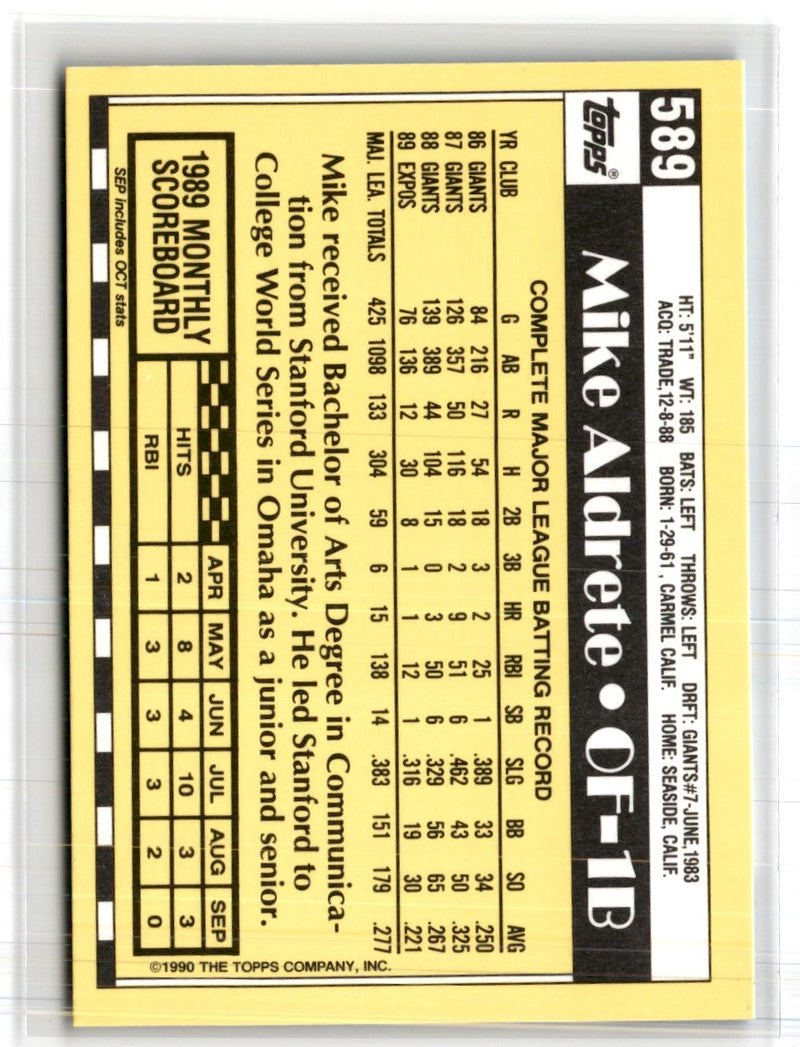 589
HT: 5'11" WT: 185 BATS: LEFT THROWS: LEFT DRFT: GIANTS#7-JUNE,1983
ACQ: TRADE,12-8-88 BORN: 1-29-61, CARMEL CALIF. HOME: SEASIDE, CALIF.
topps®
Mike Aldrete • OF-1B
COMPLETE MAJOR LEAGUE BATTING RECORD
YR CLUB G AB R H 2B 3B HR RBI SB SLG BB SO AVG
86 GIANTS 84 216 27 54 18 3 2 25 1 .389 33 34 .250
87 GIANTS 126 357 50 116 18 2 9 51 6 .462 43 50 .325
88 GIANTS 139 389 44 104 15 0 3 50 6 .329 56 65 .267
89 EXPOS 76 136 12 30 8 1 1 12 1 .316 19 30 .221
MAJ. LEA. TOTALS 425 1098 133 304 59 6 15 138 14 .383 151 179 .277
Mike received Bachelor of Arts Degree in Communica-
tion from Stanford University. He led Stanford to
College World Series in Omaha as a junior and senior.
1989 MONTHLY
SCOREBOARD
APR MAY JUN JUL AUG SEP
HITS 2 8 4 10 3 3
RBI 1 3 3 3 2 0
SEP includes OCT stats
©1990 THE TOPPS COMPANY, INC.